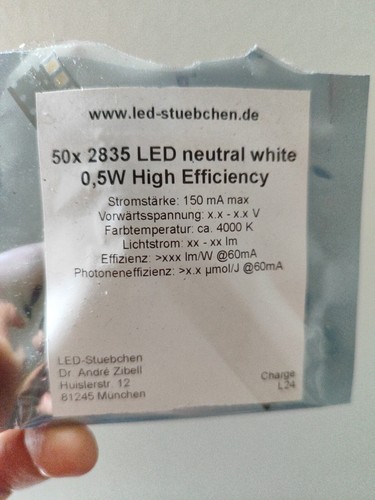 www.led-stuebchen.de
50x 2835 LED neutral white
0,5W High Efficiency
Stromstärke: 150 mA max
Vorwärtsspannung: x.x - x.x V
Farbtemperatur: ca. 4000 K
Lichtstrom: xx - xx lm
Effizienz: >xxx lm/W @60mA
Photoneneffizienz: >x.x µmol/J @60mA
LED-Stuebchen
Dr. André Zibell
Huislerstr. 12
81245 München
Charge
L24